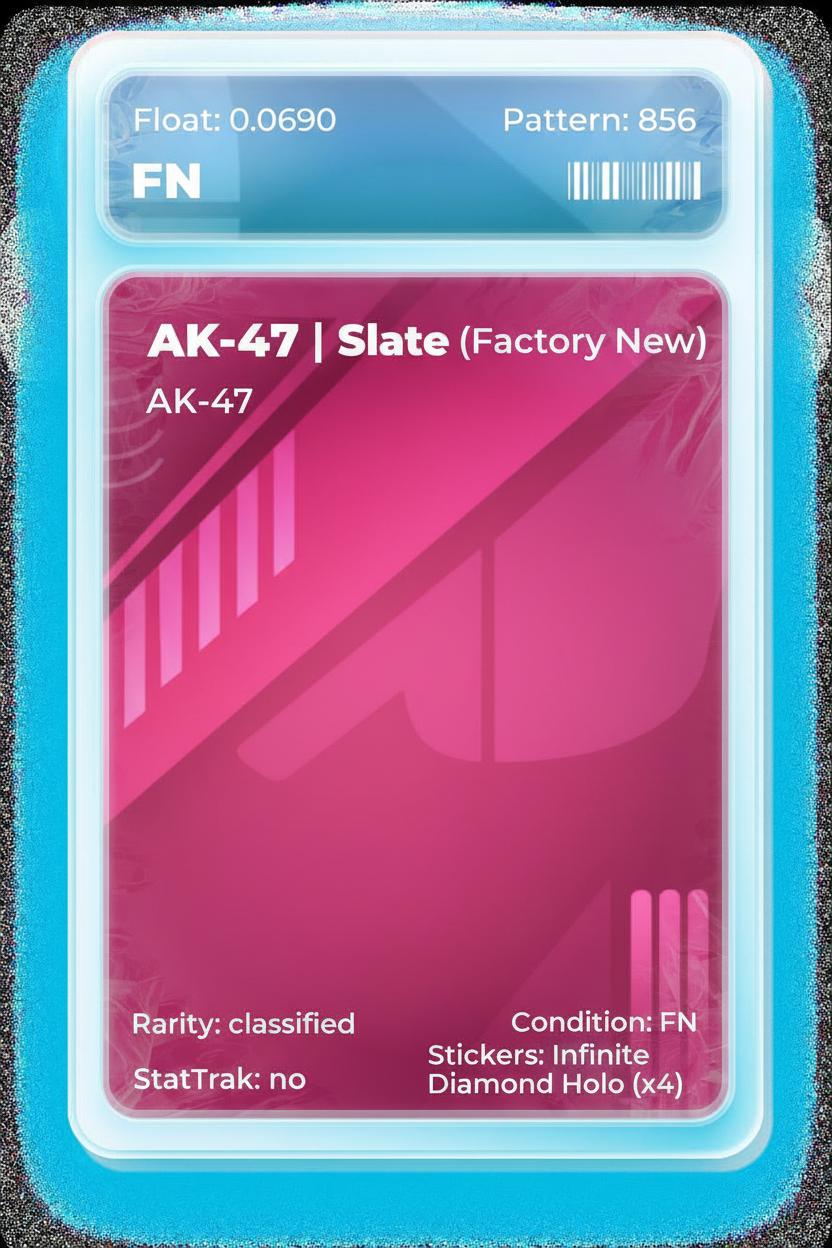 Float: 0.0690 Pattern: 856
FN
AK-47 | Slate (Factory New)
AK-47
Rarity: classified Condition: FN
Stickers: Infinite
StatTrak: no Diamond Holo (x4)